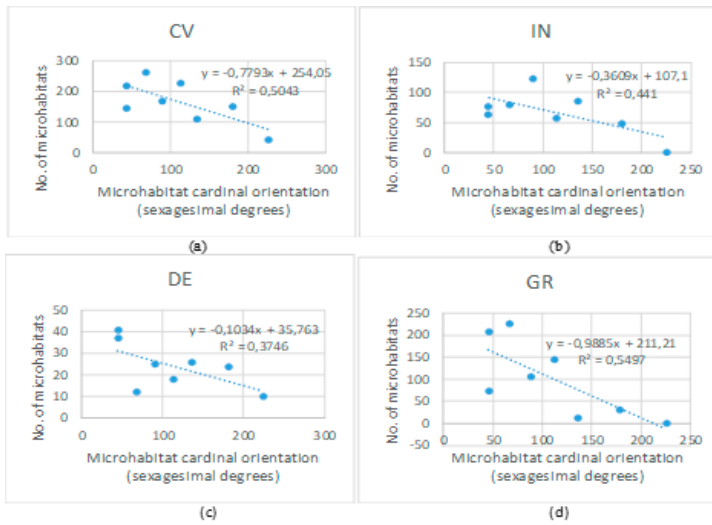 CV
No. of microhabitats
300
200
100
0
y = -0,7793x + 254,05
R² = 0,5043
0 100 200 300
Microhabitat cardinal orientation
(sexagesimal degrees)
(a)
IN
No. of microhabitats
150
100
50
0
y = -0,3609x + 107,1
R² = 0,441
0 50 100 150 200 250
Microhabitat cardinal orientation
(sexagesimal degrees)
(b)
DE
No. of microhabitats
50
40
30
20
10
0
y = -0,1034x + 35,763
R² = 0,3746
0 100 200 300
Microhabitat cardinal orientation
(sexagesimal degrees)
(c)
GR
No. of microhabitats
250
200
150
100
50
0
-50
y = -0,9885x + 211,21
R² = 0,5497
0 50 100 150 200 250
Microhabitat cardinal orientation
(sexagesimal degrees)
(d)